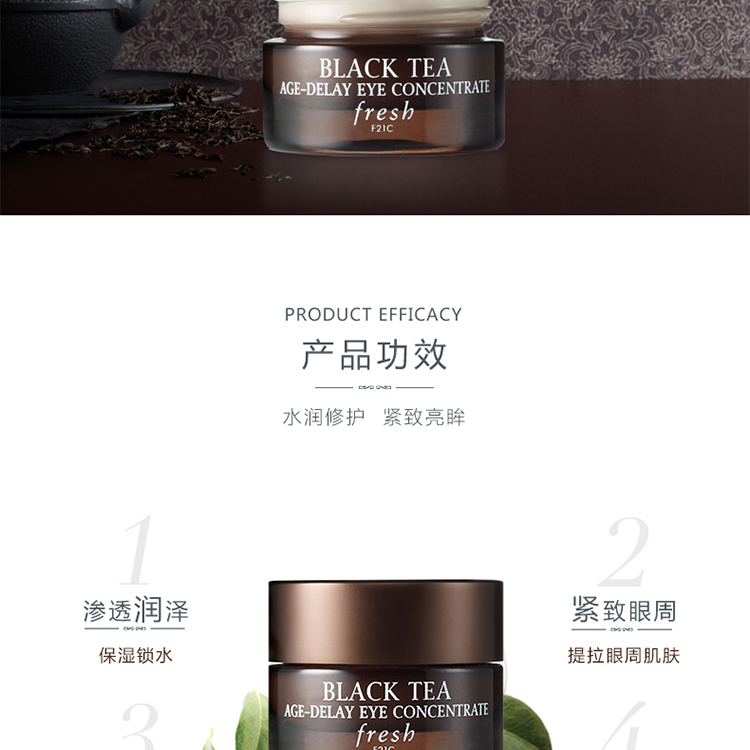 BLACK TEA
AGE-DELAY EYE CONCENTRATE
fresh
F21C
PRODUCT EFFICACY
产品功效
水润修护 紧致亮眸
1
渗透润泽
保湿锁水
2
紧致眼周
提拉眼周肌肤
BLACK TEA
AGE-DELAY EYE CONCENTRATE
fresh
F21C
3
4